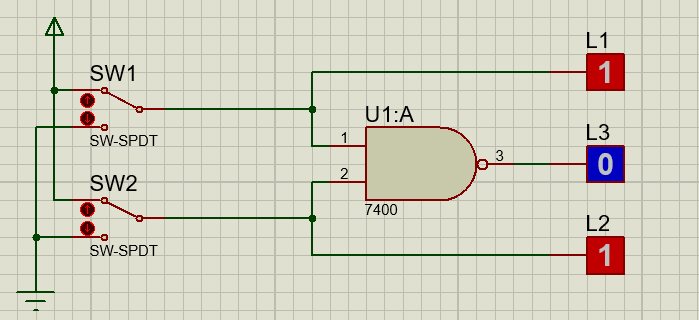 L1
1
SW1
SW-SPDT
U1:A
1
2
3
7400
L3
0
SW2
SW-SPDT
L2
1